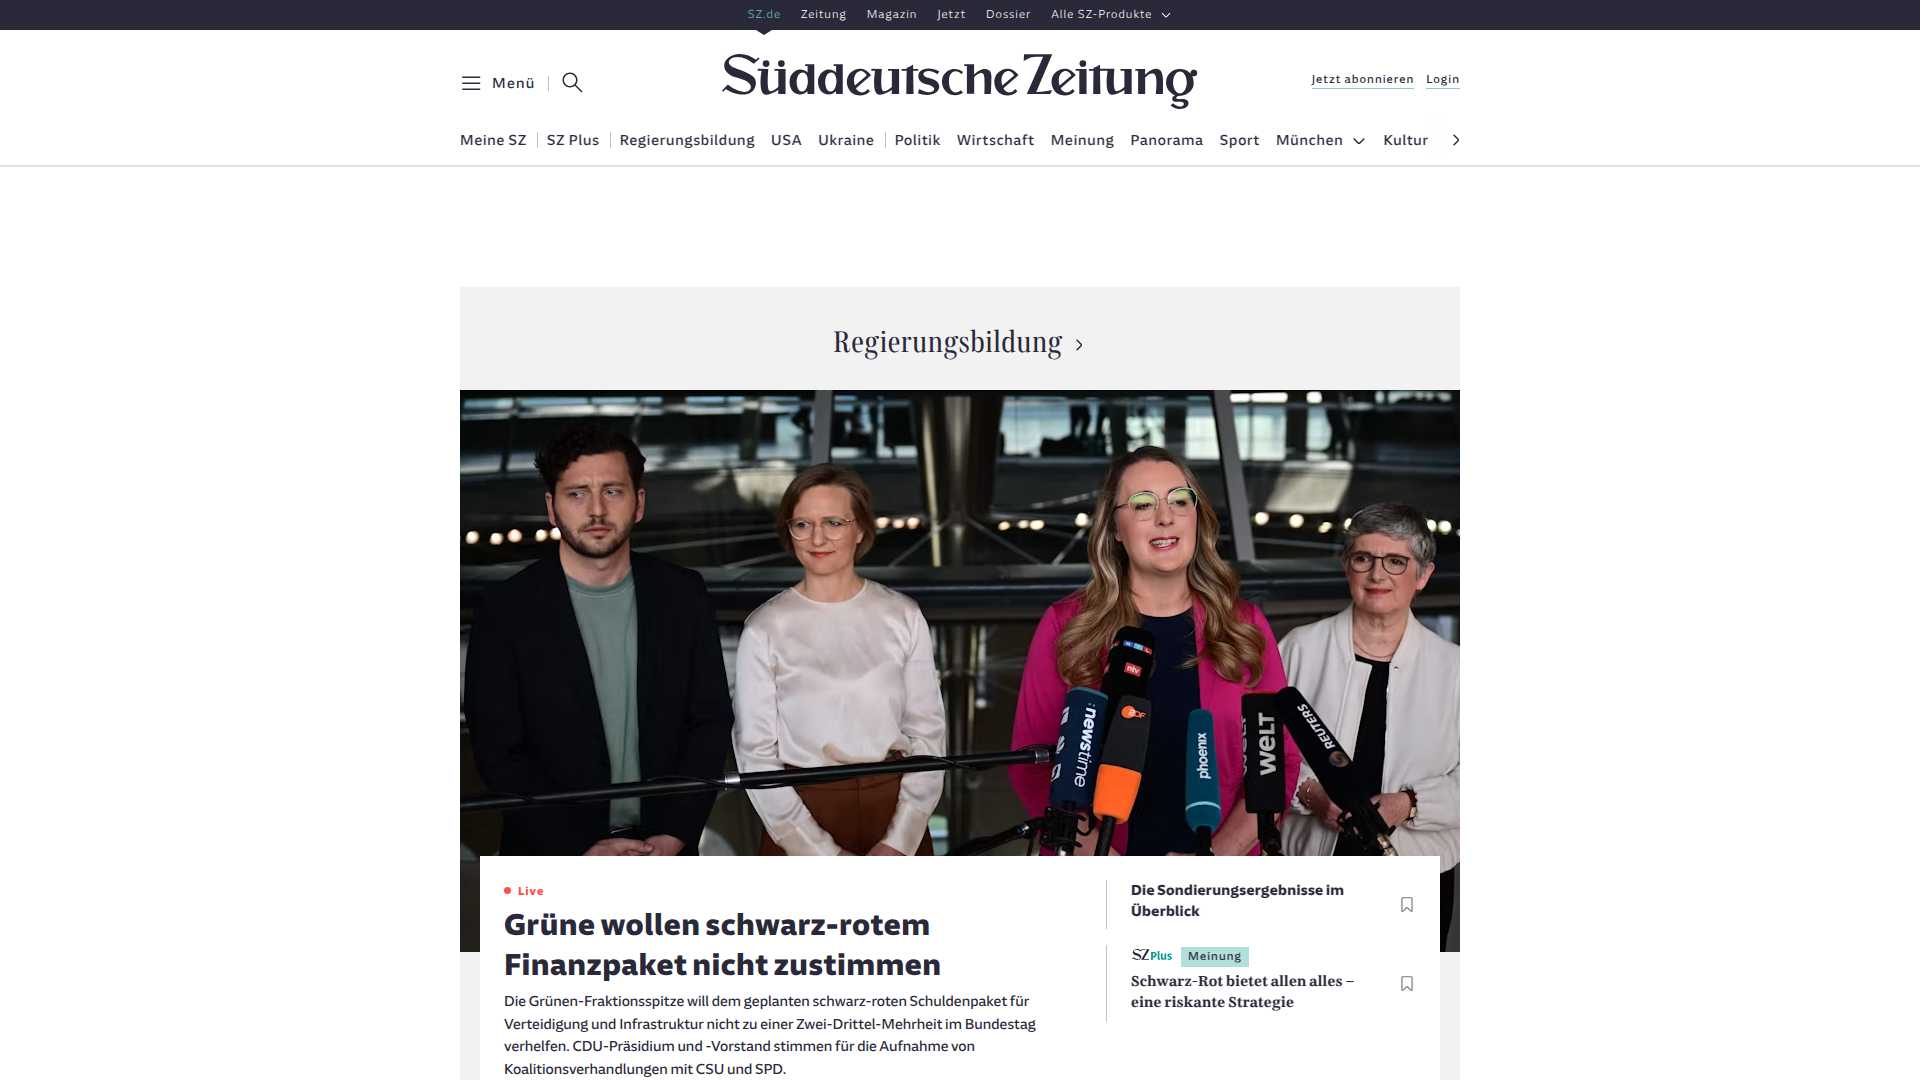 SZ.de Zeitung Magazin Jetzt Dossier Alle SZ-Produkte
Menü
Süddeutsche Zeitung
Jetzt abonnieren Login
Meine SZ SZ Plus Regierungsbildung USA Ukraine Politik Wirtschaft Meinung Panorama Sport München Kultur
Regierungsbildung
ntv
ZDF
:newstime
phoenix
WELT
REUTERS
Live
Grüne wollen schwarz-rotem
Finanzpaket nicht zustimmen
Die Grünen-Fraktionsspitze will dem geplanten schwarz-roten Schuldenpaket für
Verteidigung und Infrastruktur nicht zu einer Zwei-Drittel-Mehrheit im Bundestag
verhelfen. CDU-Präsidium und -Vorstand stimmen für die Aufnahme von
Koalitionsverhandlungen mit CSU und SPD.
Die Sondierungsergebnisse im
Überblick
SZ Plus Meinung
Schwarz-Rot bietet allen alles –
eine riskante Strategie